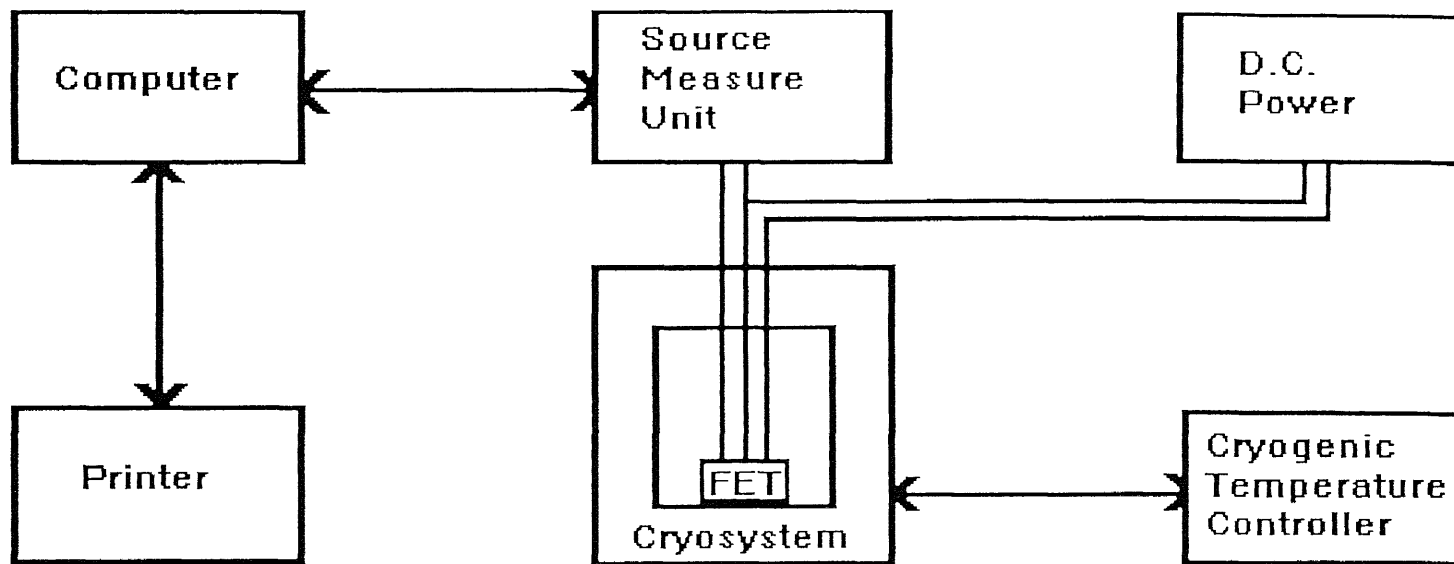 Computer
Source
Measure
Unit
D.C.
Power
Printer
FET
Cryosystem
Cryogenic
Temperature
Controller